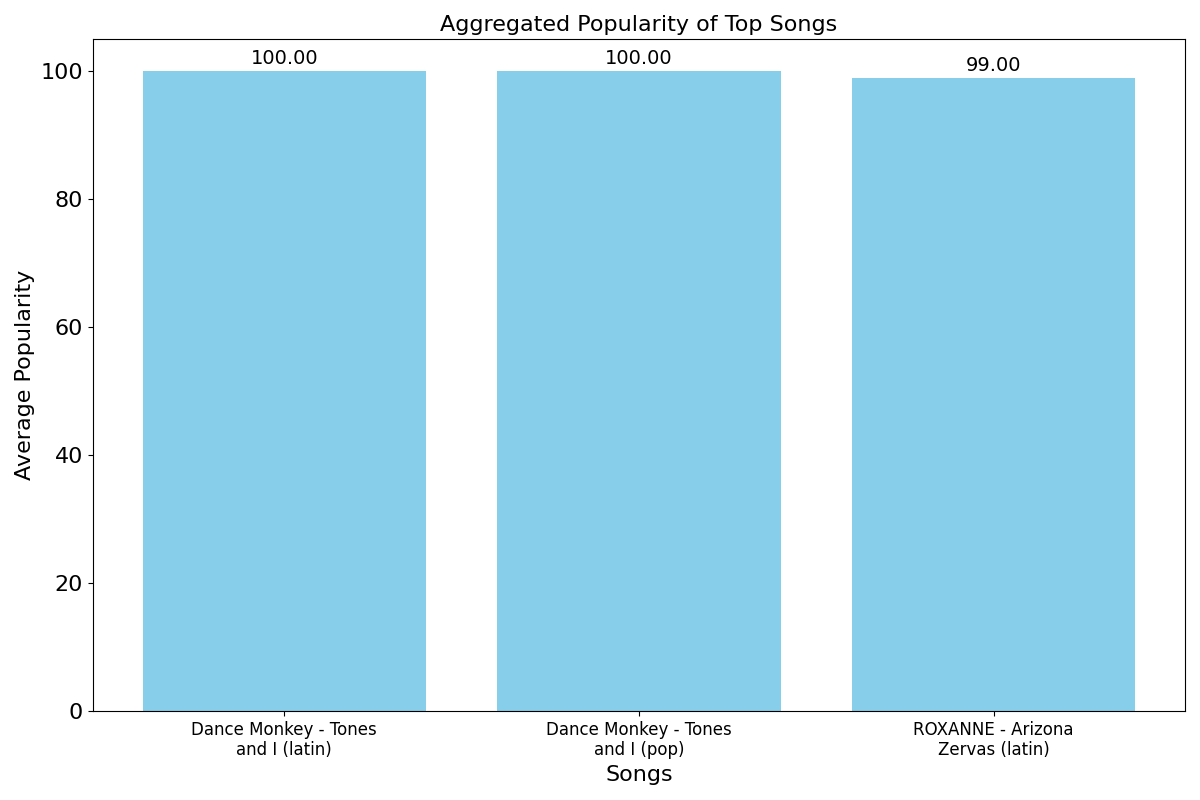 Aggregated Popularity of Top Songs
100.00
100.00
99.00
100
80
60
40
20
0
Average Popularity
Dance Monkey - Tones
and I (latin)
Dance Monkey - Tones
and I (pop)
ROXANNE - Arizona
Zervas (latin)
Songs